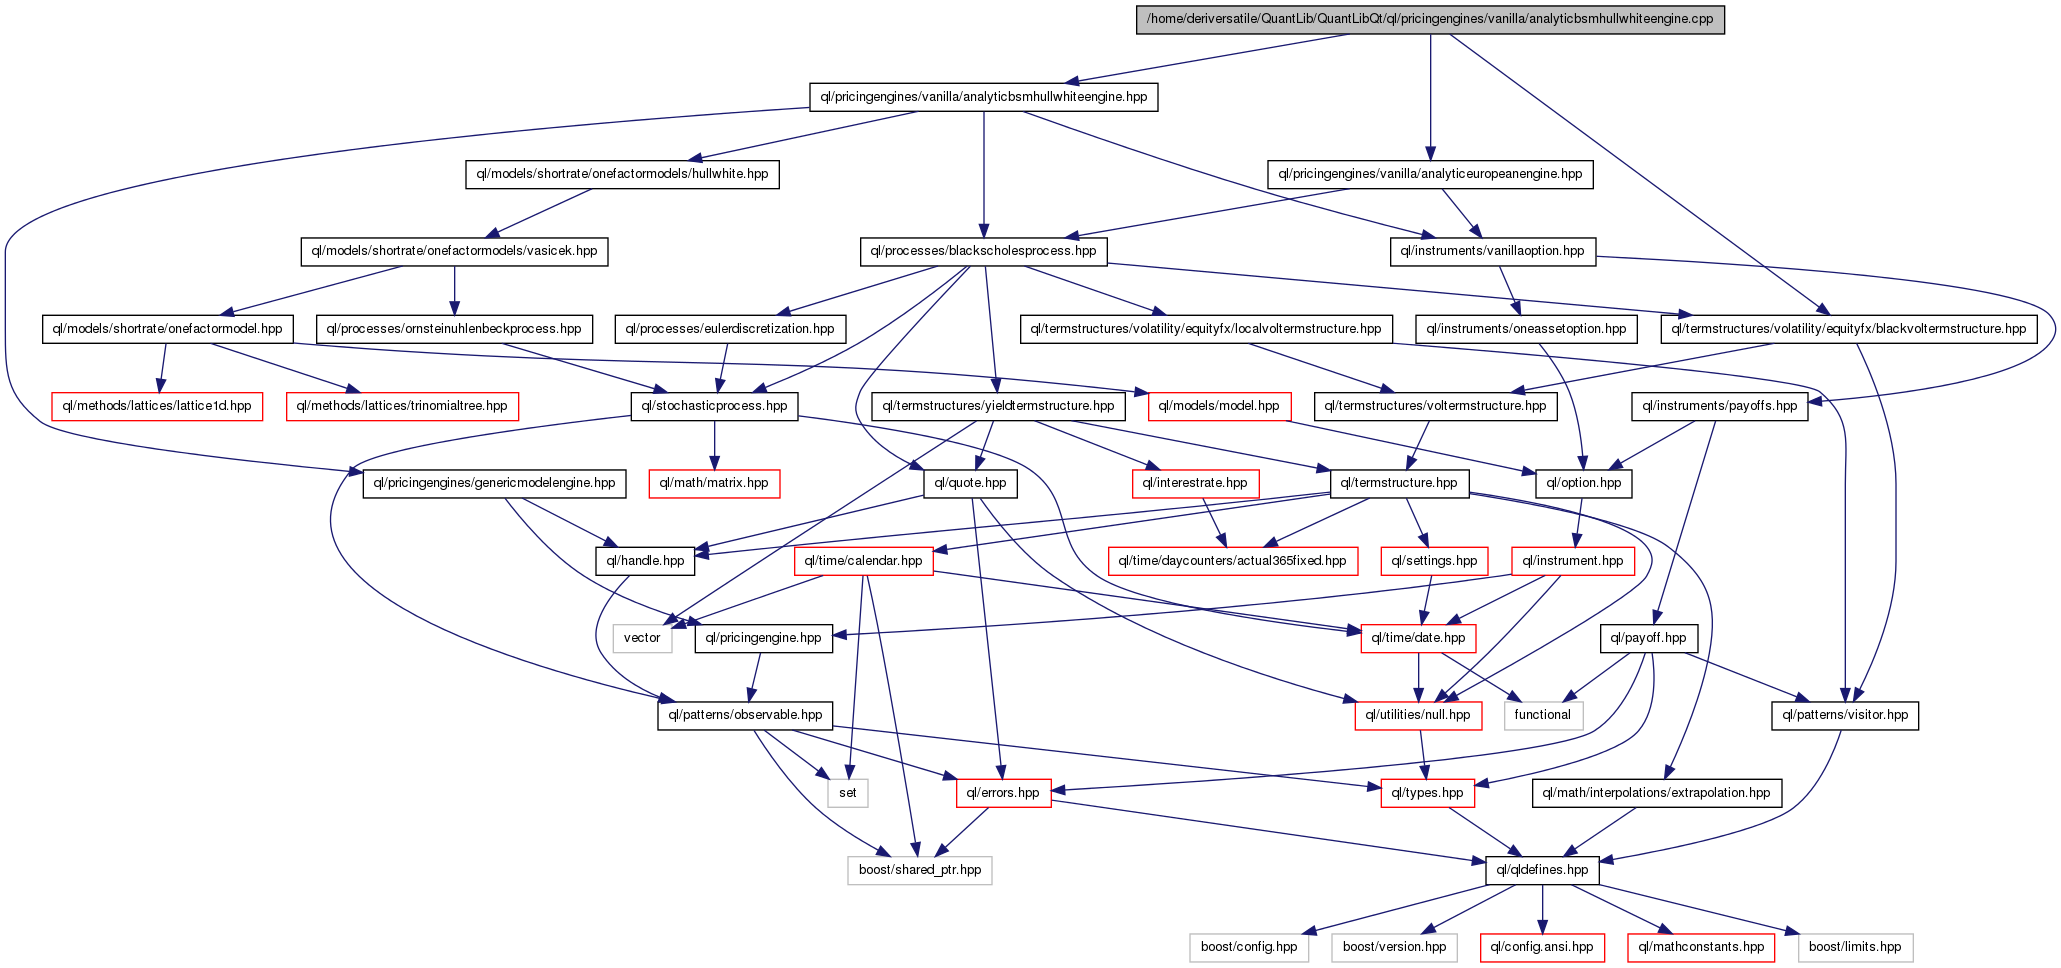 /home/deriversatile/QuantLib/QuantLibQt/ql/pricingengines/vanilla/analyticbsmhullwhiteengine.cpp
ql/pricingengines/vanilla/analyticbsmhullwhiteengine.hpp
ql/models/shortrate/onefactormodels/hullwhite.hpp
ql/pricingengines/vanilla/analyticeuropeanengine.hpp
ql/models/shortrate/onefactormodels/vasicek.hpp
ql/processes/blackscholesprocess.hpp
ql/instruments/vanillaoption.hpp
ql/models/shortrate/onefactormodel.hpp
ql/processes/ornsteinuhlenbeckprocess.hpp
ql/processes/eulerdiscretization.hpp
ql/termstructures/volatility/equityfx/localvoltermstructure.hpp
ql/instruments/oneassetoption.hpp
ql/termstructures/volatility/equityfx/blackvoltermstructure.hpp
ql/methods/lattices/lattice1d.hpp
ql/methods/lattices/trinomialtree.hpp
ql/stochasticprocess.hpp
ql/termstructures/yieldtermstructure.hpp
ql/models/model.hpp
ql/termstructures/voltermstructure.hpp
ql/instruments/payoffs.hpp
ql/pricingengines/genericmodelengine.hpp
ql/math/matrix.hpp
ql/quote.hpp
ql/interestrate.hpp
ql/termstructure.hpp
ql/option.hpp
ql/handle.hpp
ql/time/calendar.hpp
ql/time/daycounters/actual365fixed.hpp
ql/settings.hpp
ql/instrument.hpp
vector
ql/pricingengine.hpp
ql/time/date.hpp
ql/payoff.hpp
ql/patterns/observable.hpp
ql/utilities/null.hpp
functional
ql/patterns/visitor.hpp
set
ql/errors.hpp
ql/types.hpp
ql/math/interpolations/extrapolation.hpp
boost/shared_ptr.hpp
ql/qldefines.hpp
boost/config.hpp
boost/version.hpp
ql/config.ansi.hpp
ql/mathconstants.hpp
boost/limits.hpp